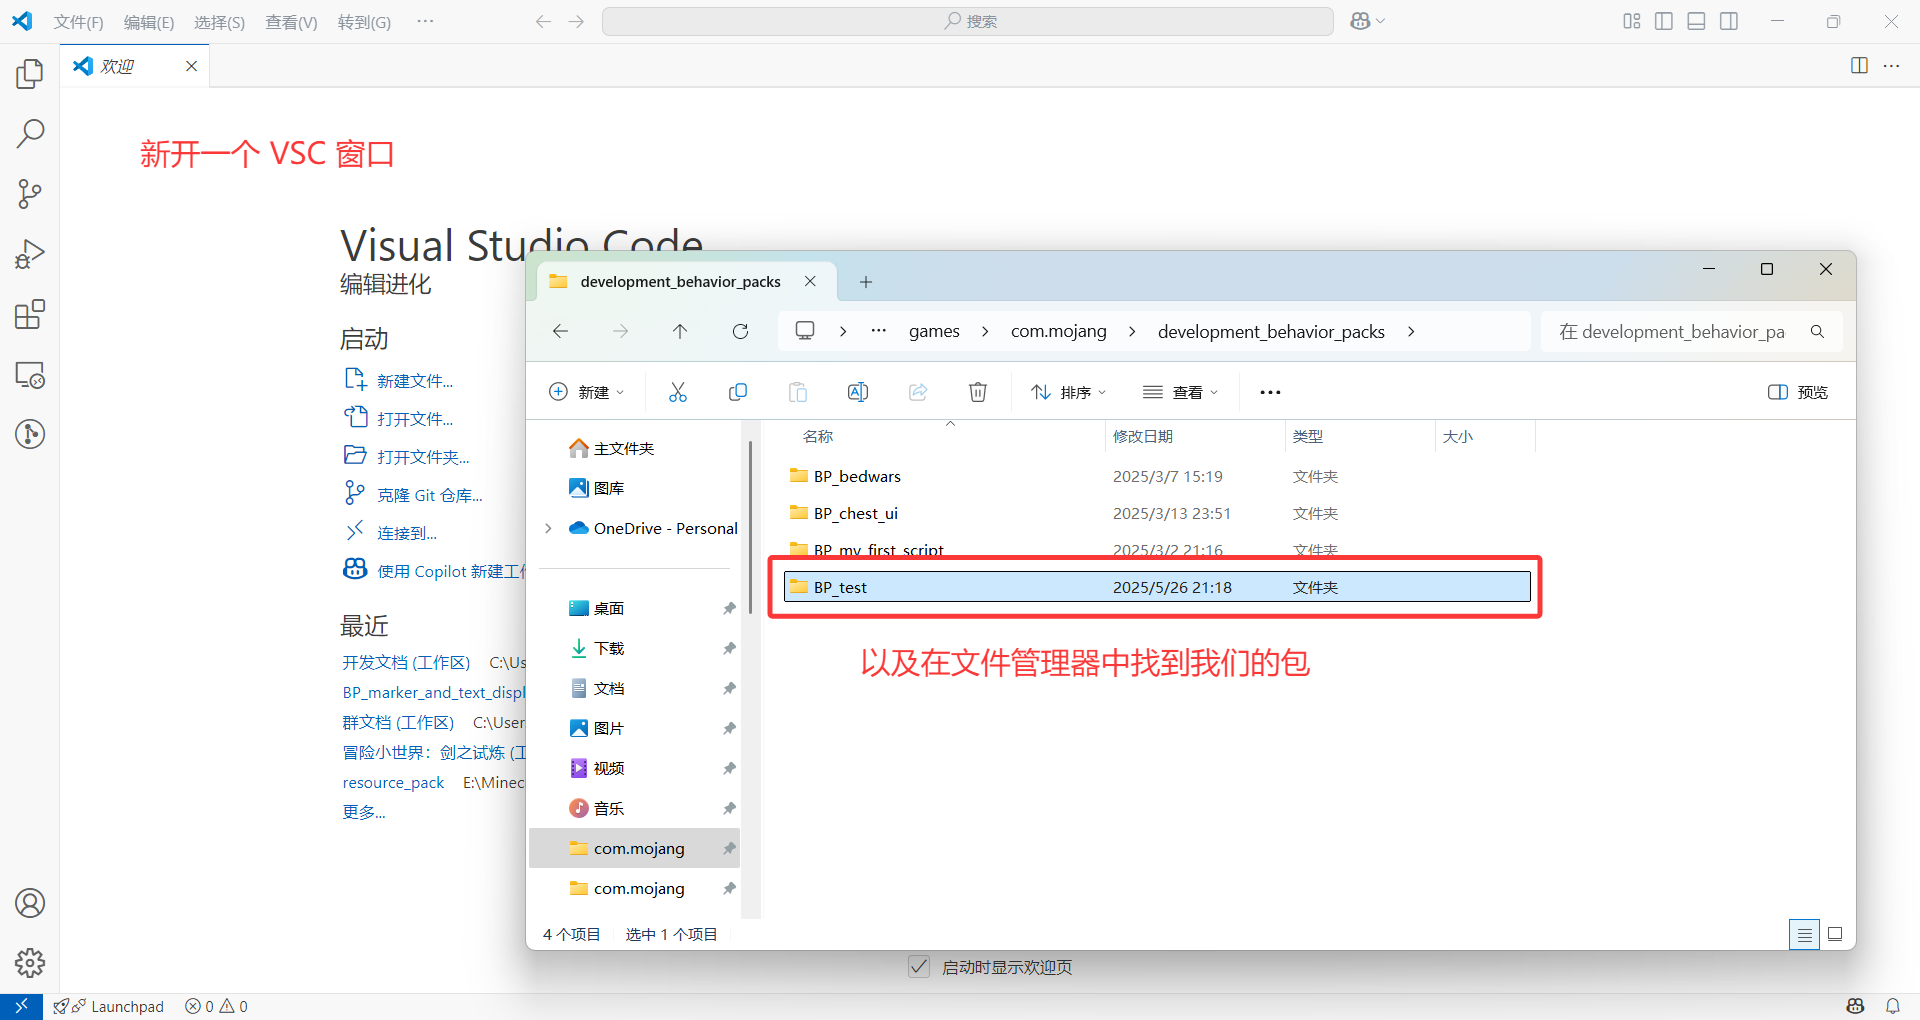 文件(F) 编辑(E) 选择(S) 查看(V) 转到(G) ··· 搜索
欢迎
新开一个 VSC 窗口
Visual Studio Code
编辑进化
启动
新建文件...
打开文件...
打开文件夹...
克隆 Git 仓库...
连接到...
使用 Copilot 新建工作
最近
开发文档 (工作区) C:\Us
BP_marker_and_text_displ
群文档 (工作区) C:\User
冒险小世界：剑之试炼 (工
resource_pack E:\Minec
更多...
development_behavior_packs
··· games com.mojang development_behavior_packs 在 development_behavior_pa
新建 排序 查看 ··· 预览
主文件夹
图库
OneDrive - Personal
桌面
下载
文档
图片
视频
音乐
com.mojang
com.mojang
名称 修改日期 类型 大小
BP_bedwars 2025/3/7 15:19 文件夹
BP_chest_ui 2025/3/13 23:51 文件夹
BP_my_first_script 2025/3/2 21:16 文件夹
BP_test 2025/5/26 21:18 文件夹
以及在文件管理器中找到我们的包
4 个项目 选中 1 个项目
启动时显示欢迎页
Launchpad 0 0